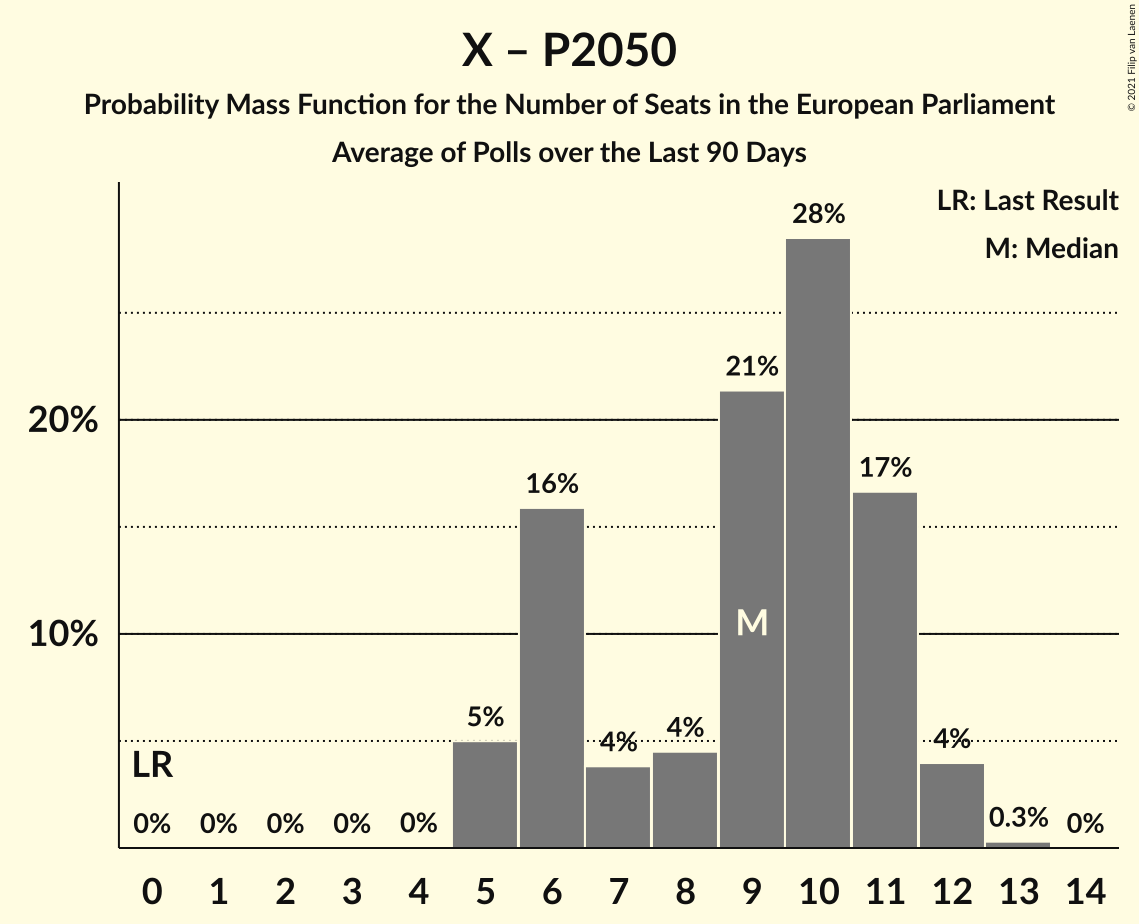 X – P2050
Probability Mass Function for the Number of Seats in the European Parliament
Average of Polls over the Last 90 Days
© 2021 Filip van Laenen
LR: Last Result
M: Median
28%
21%
20%
17%
16%
M
10%
5%
4%
4%
4%
LR
0%
0%
0%
0%
0%
0.3%
0%
0 1 2 3 4 5 6 7 8 9 10 11 12 13 14